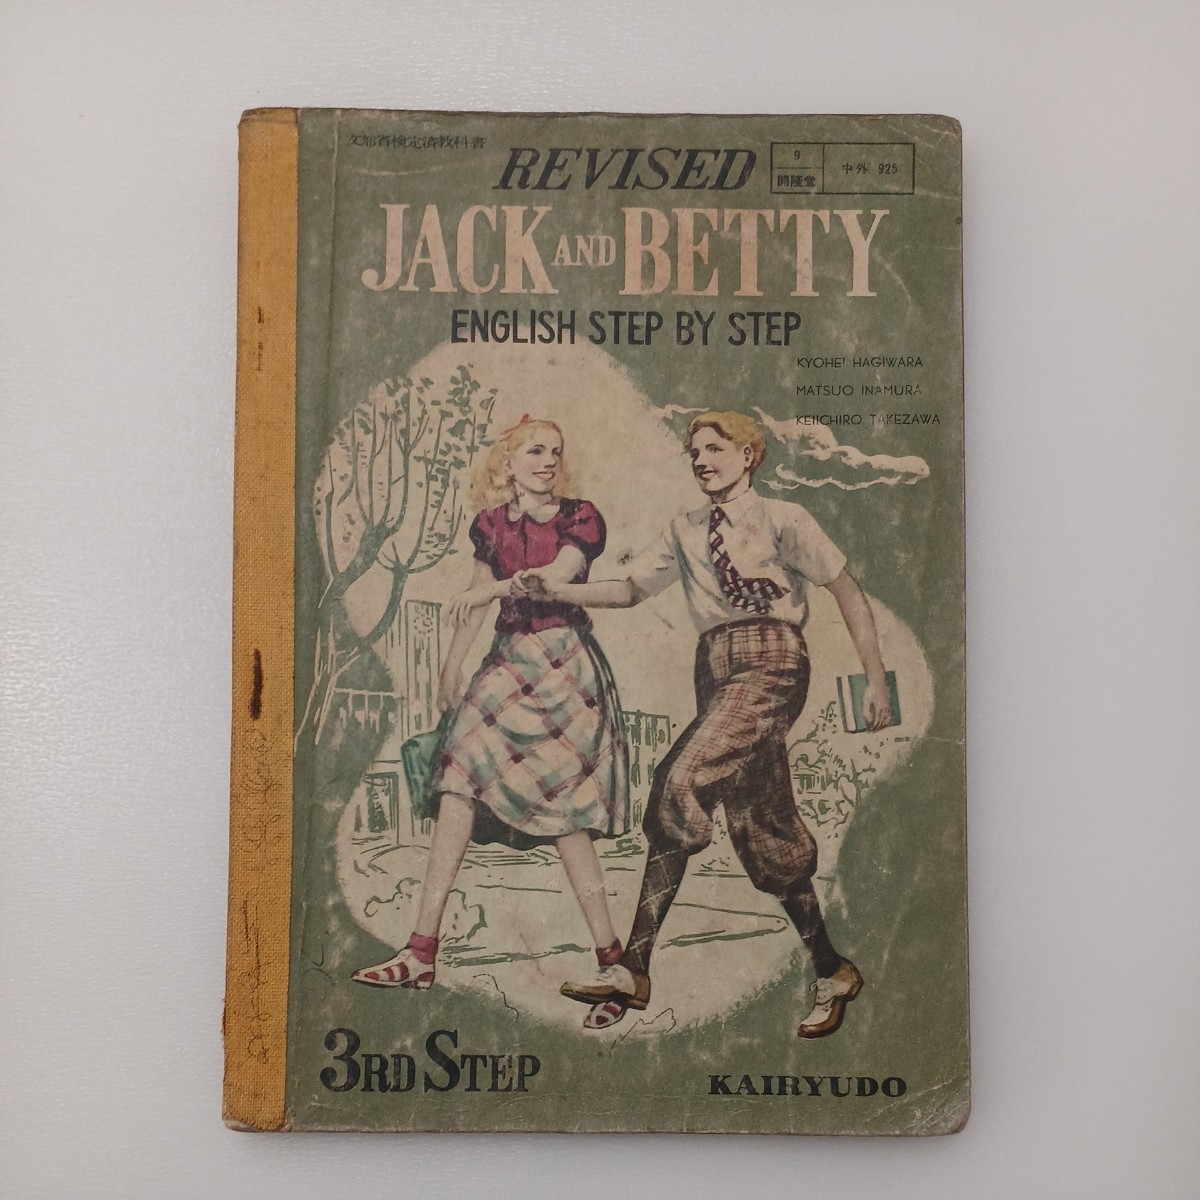 文部省検定済教科書
REVISED
9
開隆堂
中外 925
JACK AND BETTY
ENGLISH STEP BY STEP
KYOHEI HAGIWARA
MATSUO INAMURA
KEIICHIRO TAKEZAWA
3RD STEP
KAIRYUDO